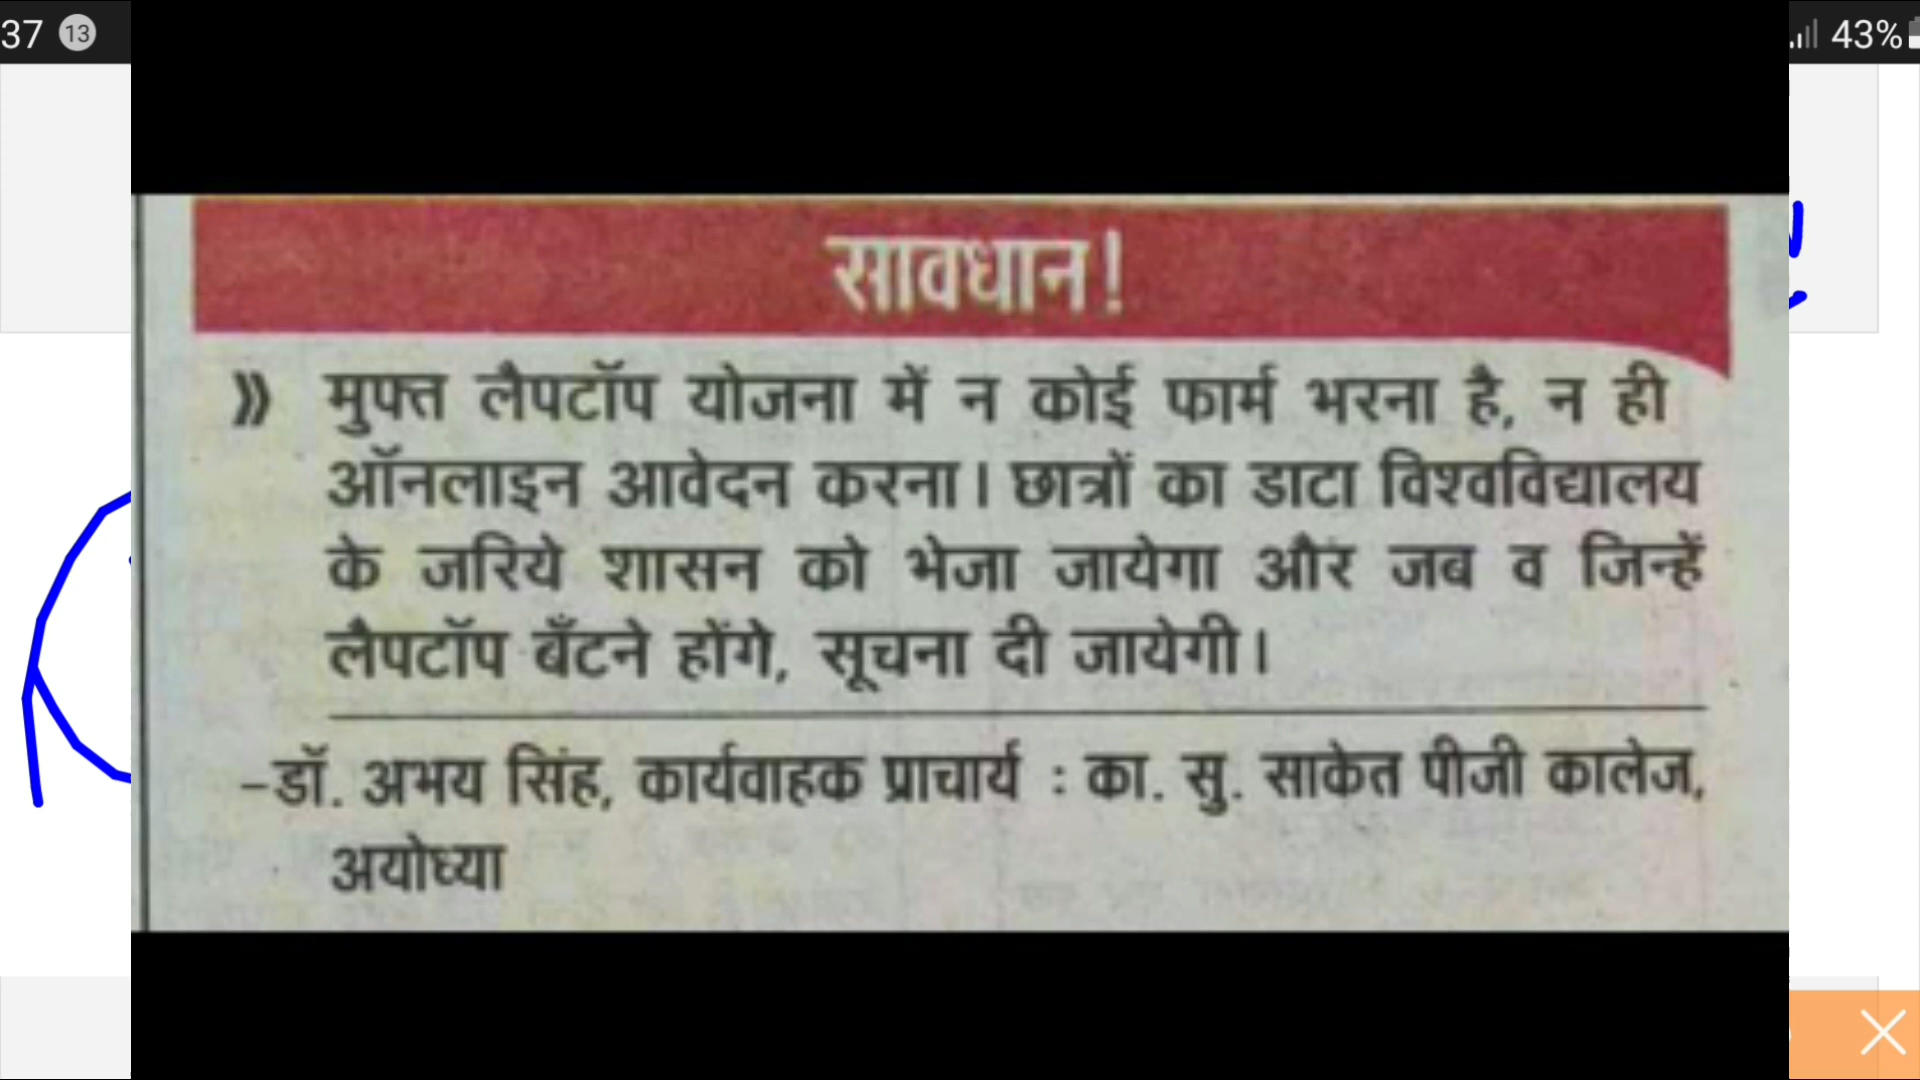 37 13
43%
सावधान!
》 मुफ्त लैपटॉप योजना में न कोई फार्म भरना है, न ही
ऑनलाइन आवेदन करना। छात्रों का डाटा विश्वविद्यालय
के जरिये शासन को भेजा जायेगा और जब व जिन्हें
लैपटॉप बँटने होंगे, सूचना दी जायेगी।
–डॉ. अभय सिंह, कार्यवाहक प्राचार्य : का. सु. साकेत पीजी कालेज,
अयोध्या